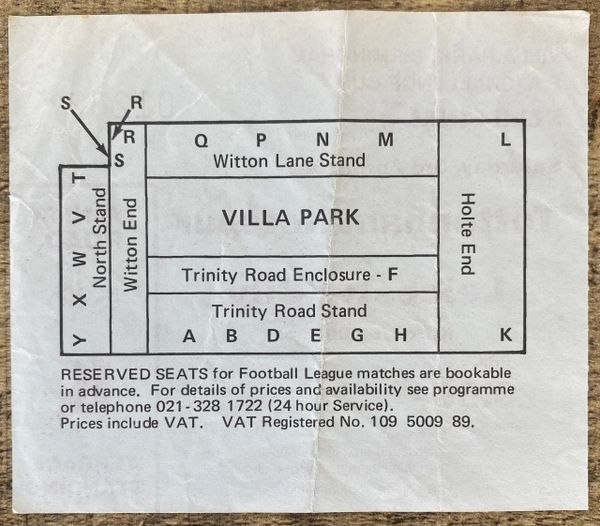 S R
R
S
Q P N M L
Witton Lane Stand
T
V
W
X
Y
North Stand
Witton End
VILLA PARK
Holte End
Trinity Road Enclosure - F
Trinity Road Stand
A B D E G H K
RESERVED SEATS for Football League matches are bookable
in advance. For details of prices and availability see programme
or telephone 021-328 1722 (24 hour Service).
Prices include VAT. VAT Registered No. 109 5009 89.